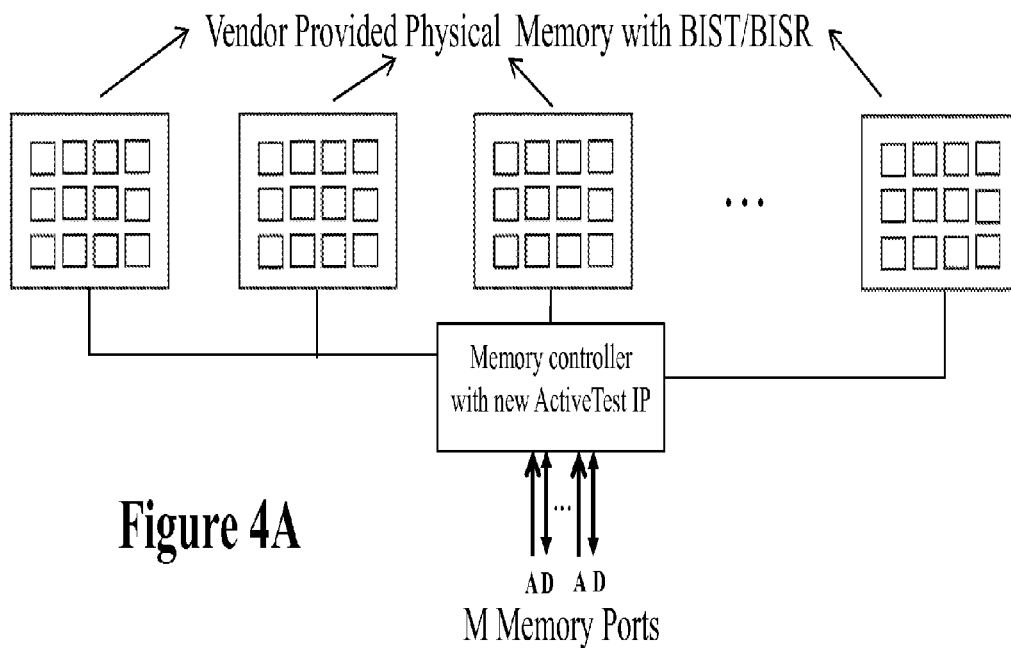 Vendor Provided Physical Memory with BIST/BISR
...
Memory controller
with new ActiveTest IP
...
A D A D
M Memory Ports
Figure 4A